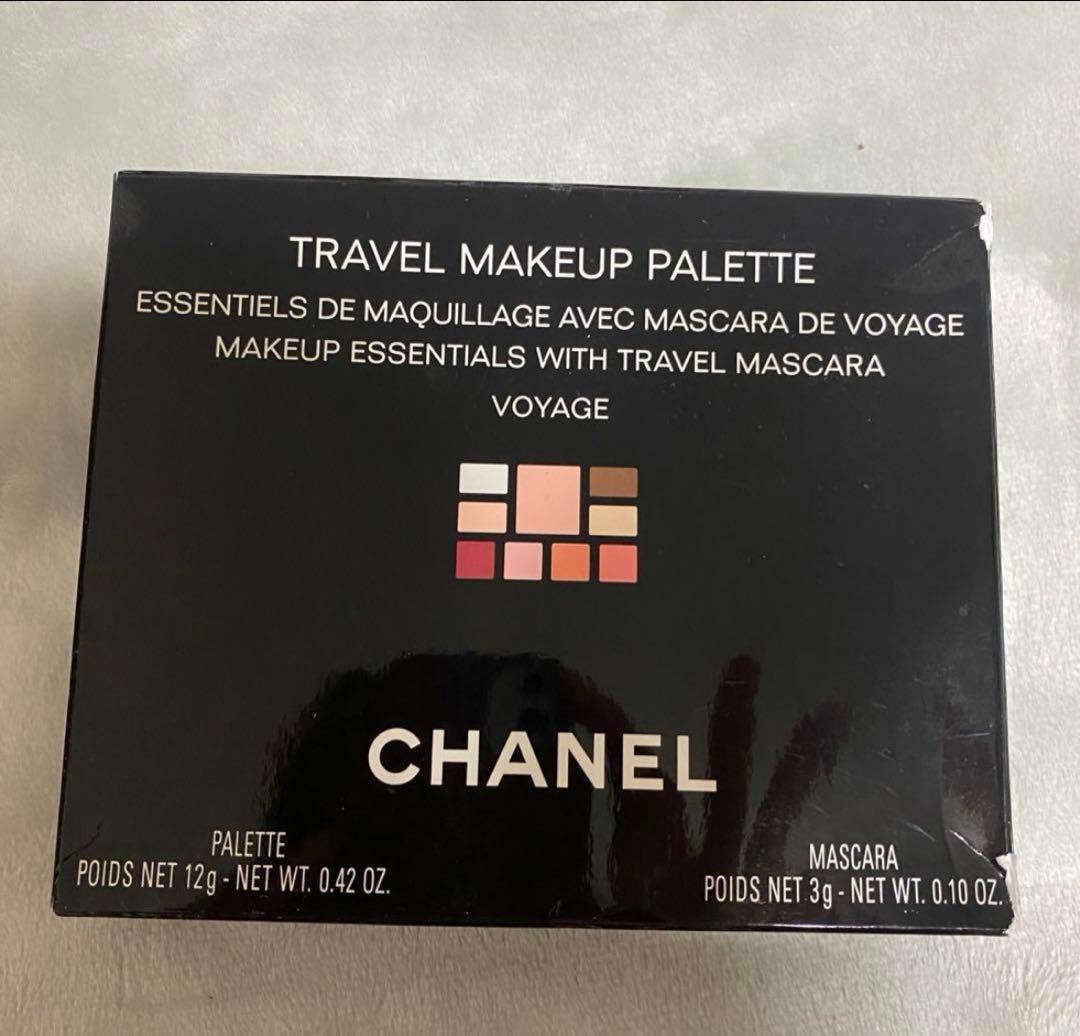 TRAVEL MAKEUP PALETTE
ESSENTIELS DE MAQUILLAGE AVEC MASCARA DE VOYAGE
MAKEUP ESSENTIALS WITH TRAVEL MASCARA
VOYAGE
CHANEL
PALETTE
POIDS NET 12g - NET WT. 0.42 OZ.
MASCARA
POIDS NET 3g - NET WT. 0.10 OZ.